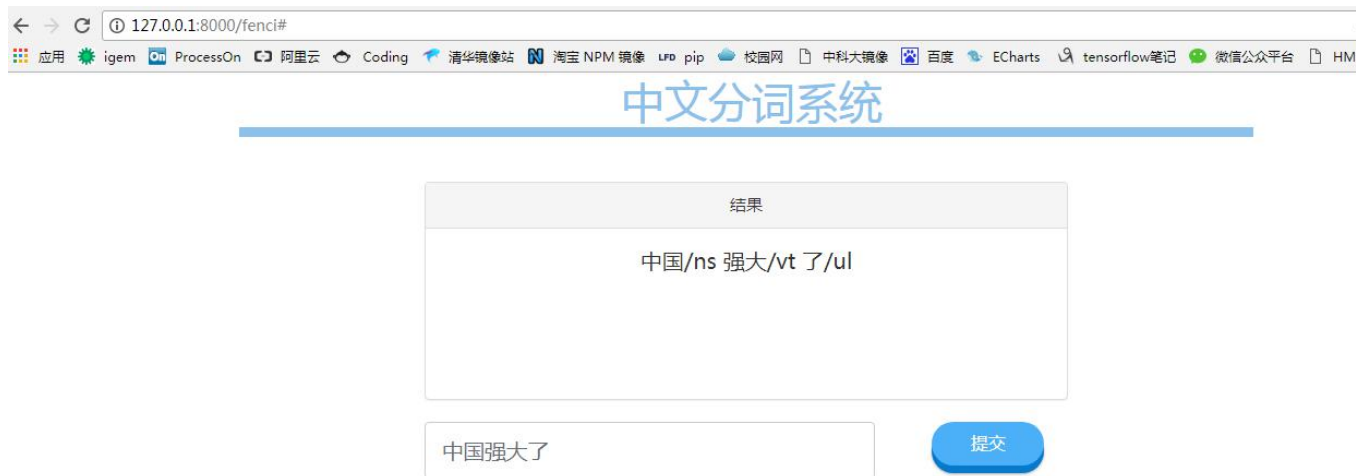 127.0.0.1:8000/fenci#
应用 igem On ProcessOn 阿里云 Coding 清华镜像站 N 淘宝 NPM 镜像 LFD pip 校园网 中科大镜像 百度 ECharts tensorflow笔记 微信公众平台 HM
中文分词系统
结果
中国/ns 强大/vt 了/ul
中国强大了 提交